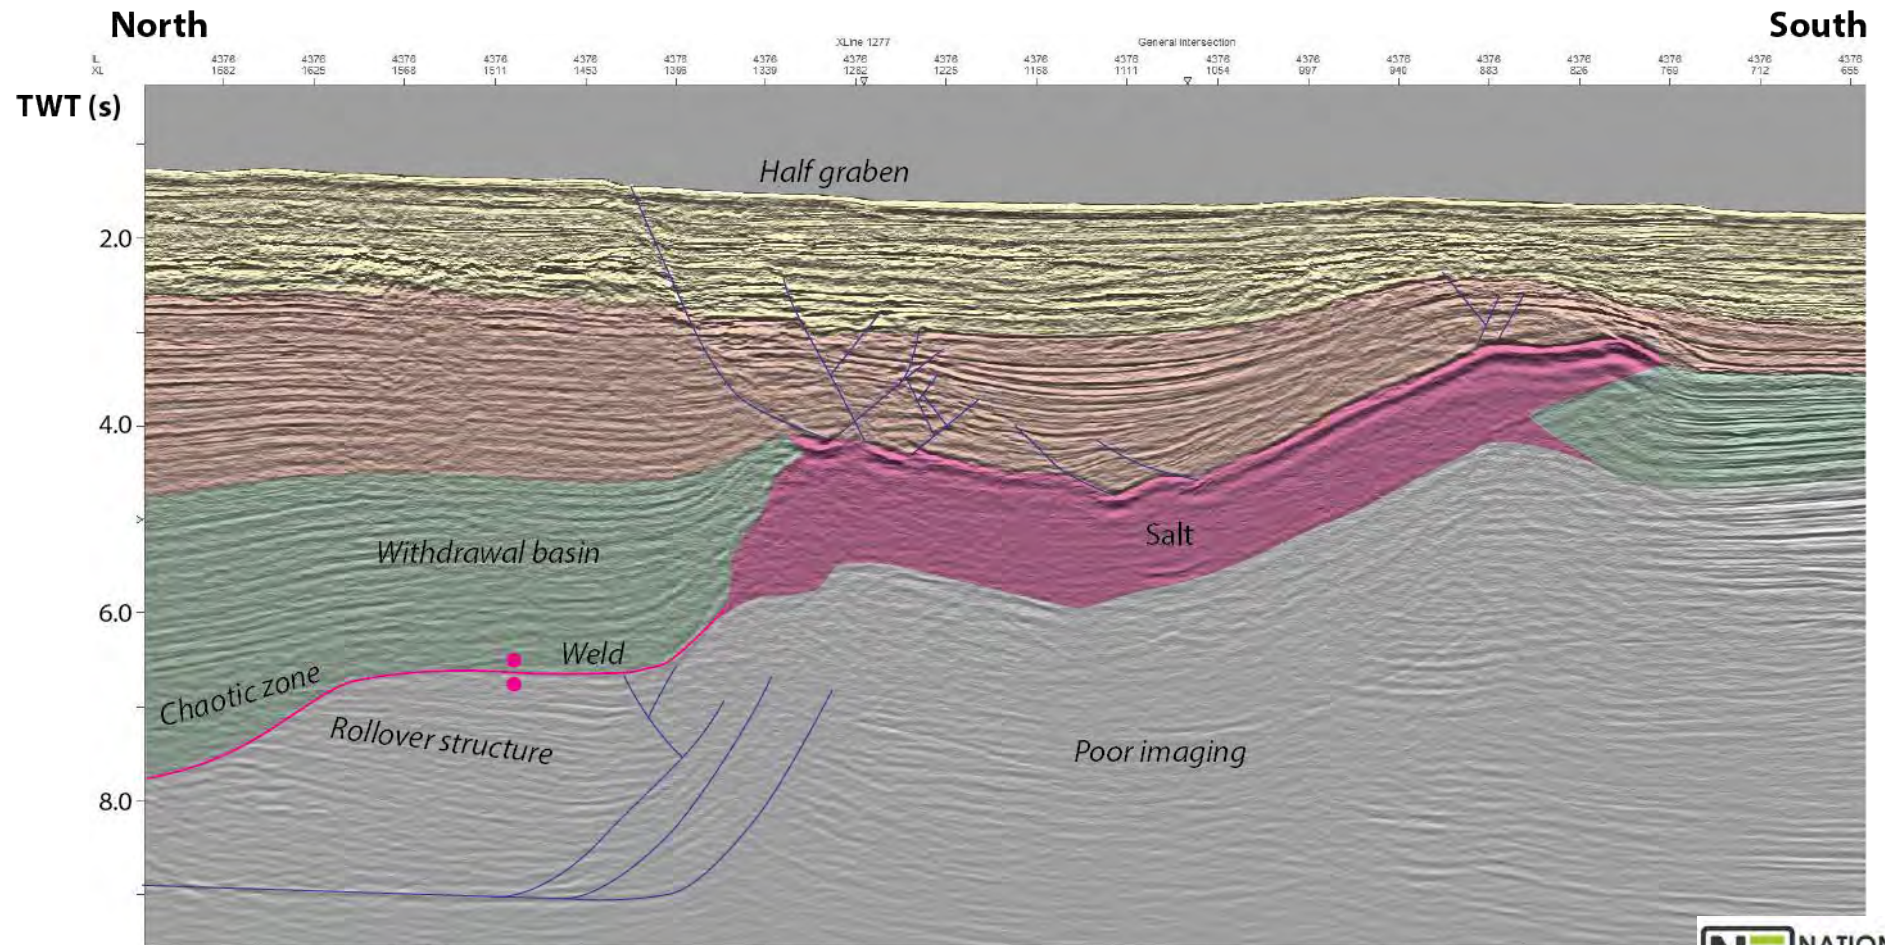 North
South
XLine 1277
General Intersection
IL 4376 4376 4376 4376 4376 4376 4376 4376 4376 4376 4376 4376 4376 4376 4376 4376 4376 4376 4376
XL 1682 1625 1568 1511 1453 1396 1339 1282 1225 1168 1111 1054 997 940 883 826 769 712 655
TWT (s)
Half graben
2.0
4.0
Salt
Withdrawal basin
6.0
Weld
Chaotic zone
Rollover structure
Poor imaging
8.0